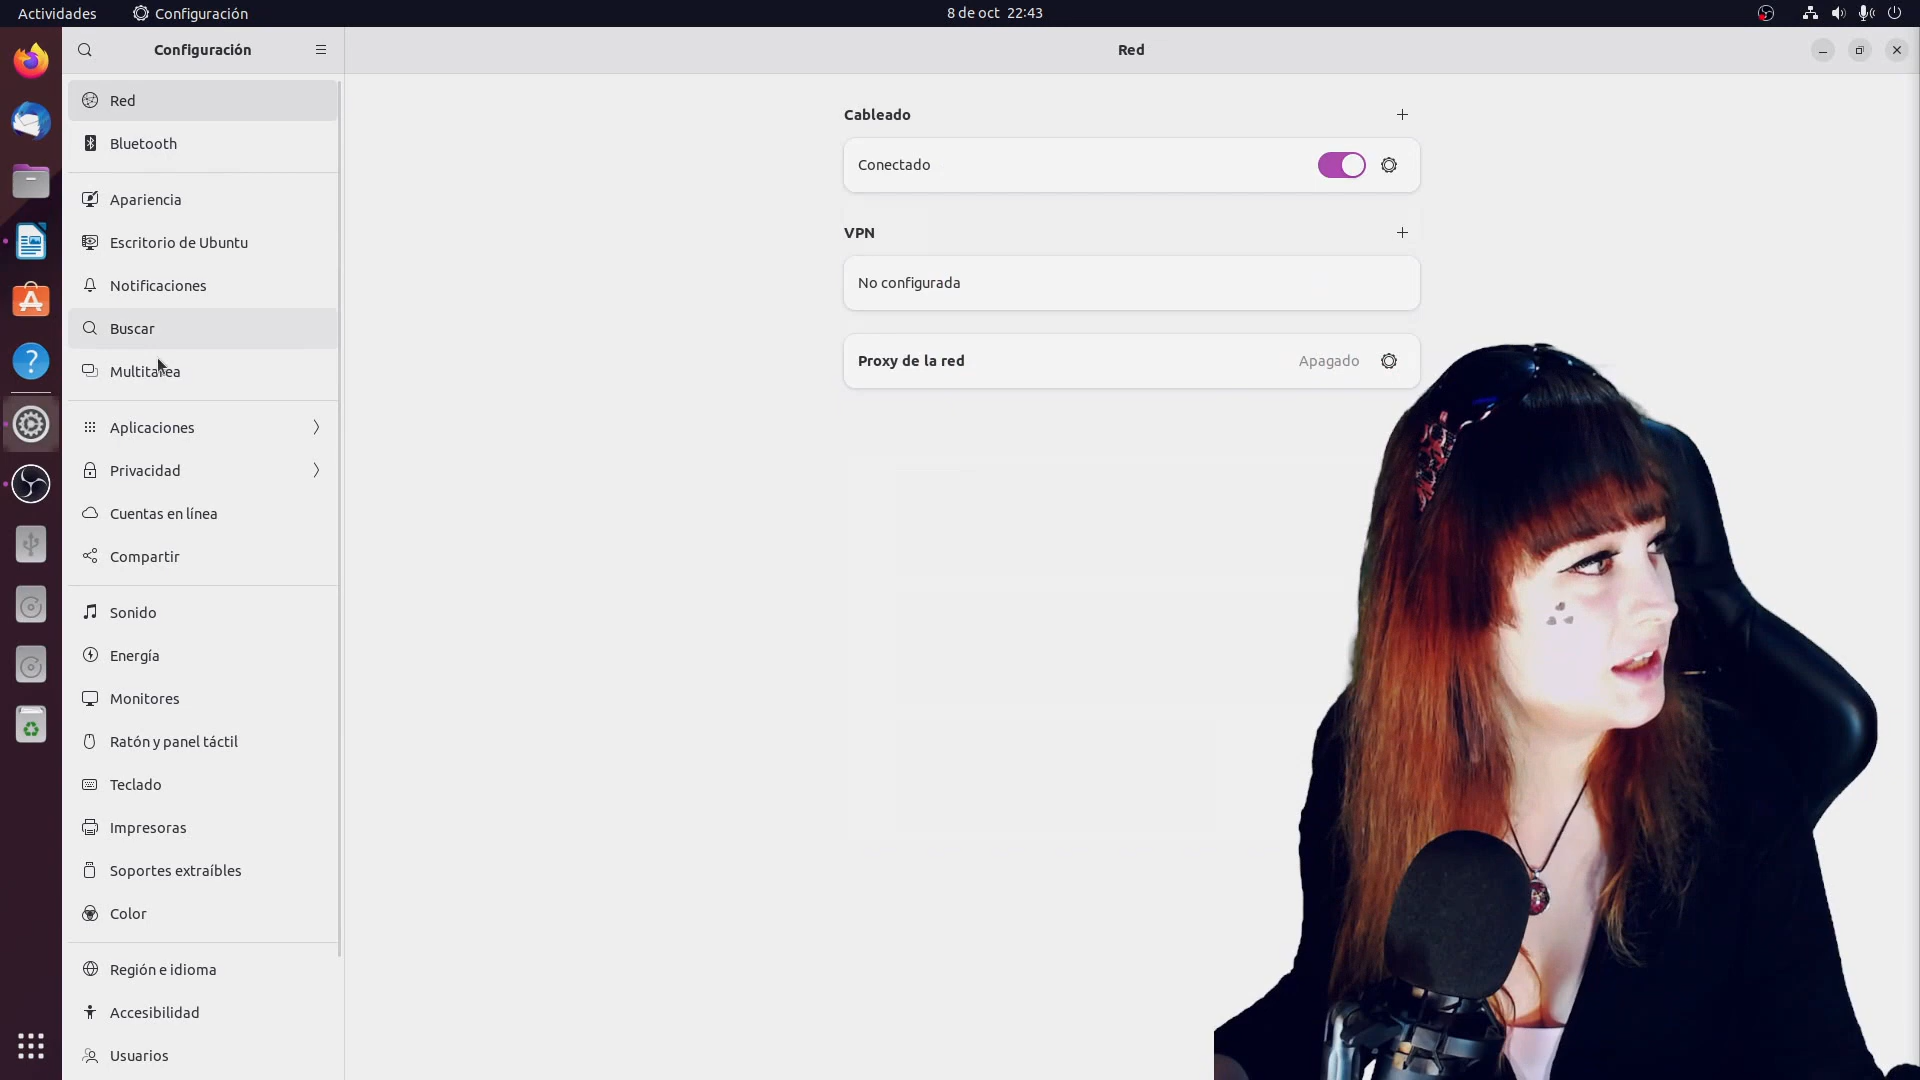 Actividades
Configuración
8 de oct 22:43
Configuración
Red
Red
Bluetooth
Apariencia
Escritorio de Ubuntu
Notificaciones
Buscar
Multitarea
Aplicaciones
Privacidad
Cuentas en línea
Compartir
Sonido
Energía
Monitores
Ratón y panel táctil
Teclado
Impresoras
Soportes extraíbles
Color
Región e idioma
Accesibilidad
Usuarios
Cableado
Conectado
VPN
No configurada
Proxy de la red
Apagado